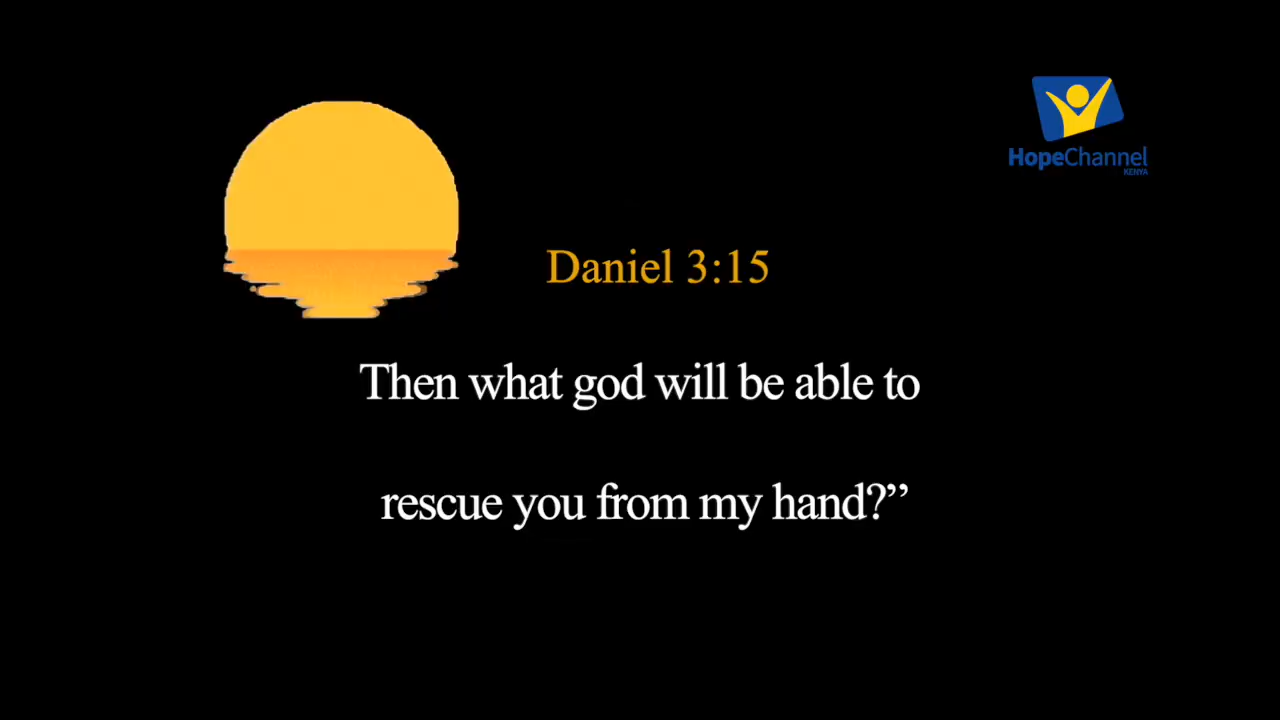 HopeChannel
KENYA
Daniel 3:15
Then what god will be able to
rescue you from my hand?”